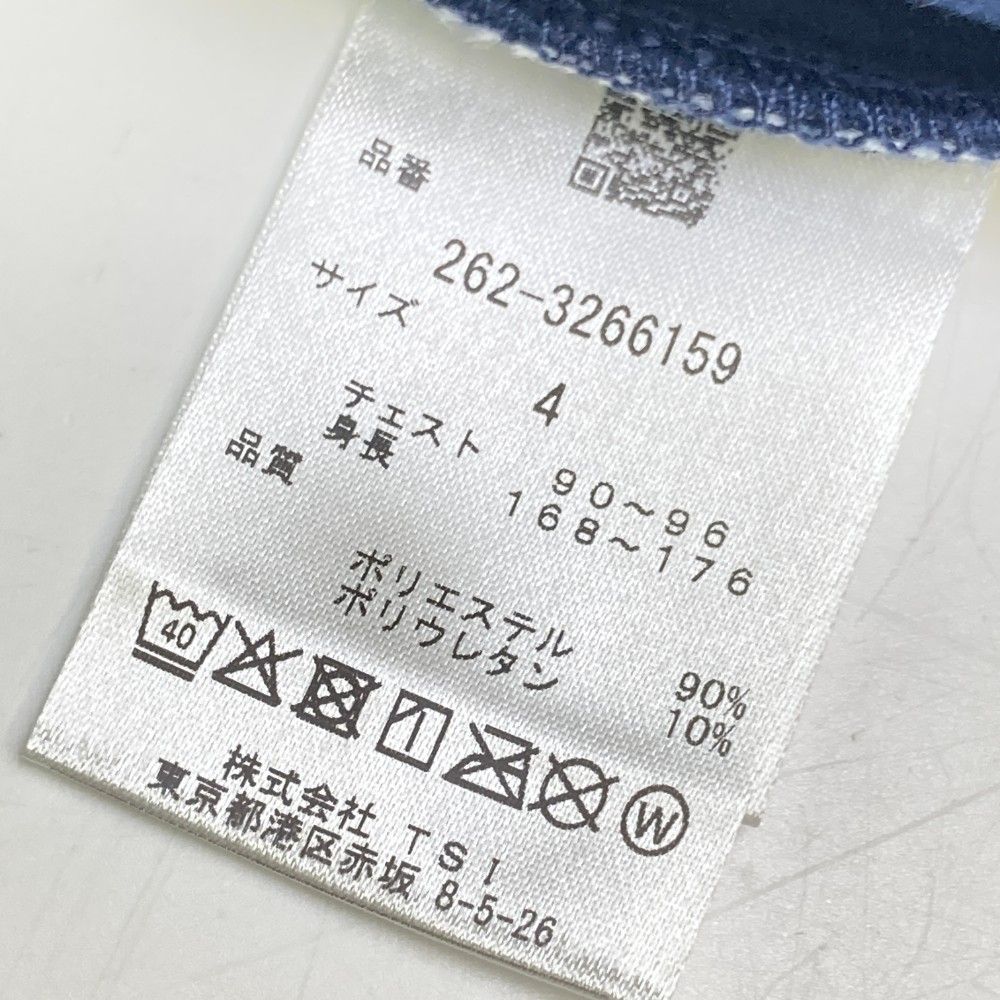 品番
262-3266159
サイズ
4
チェスト 90～96
身長 168～176
品質
ポリエステル 90%
ポリウレタン 10%
40
W
株式会社 TSI
東京都港区赤坂 8-5-26